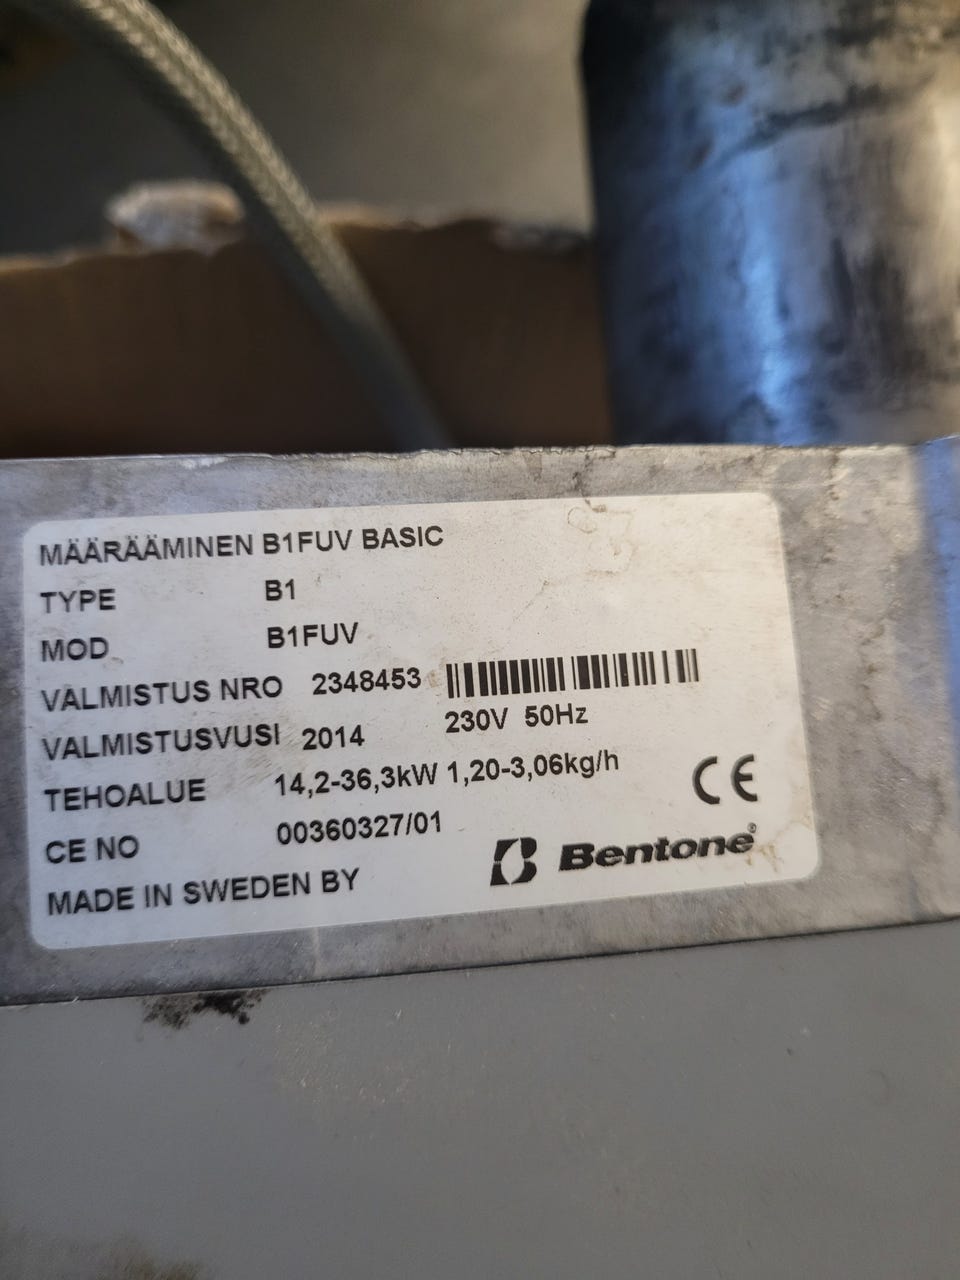 MÄÄRÄÄMINEN B1FUV BASIC
TYPE B1
MOD B1FUV
VALMISTUS NRO 2348453
VALMISTUSVUSI 2014 230V 50Hz
TEHOALUE 14,2-36,3kW 1,20-3,06kg/h
CE NO 00360327/01 CE
MADE IN SWEDEN BY Bentone®